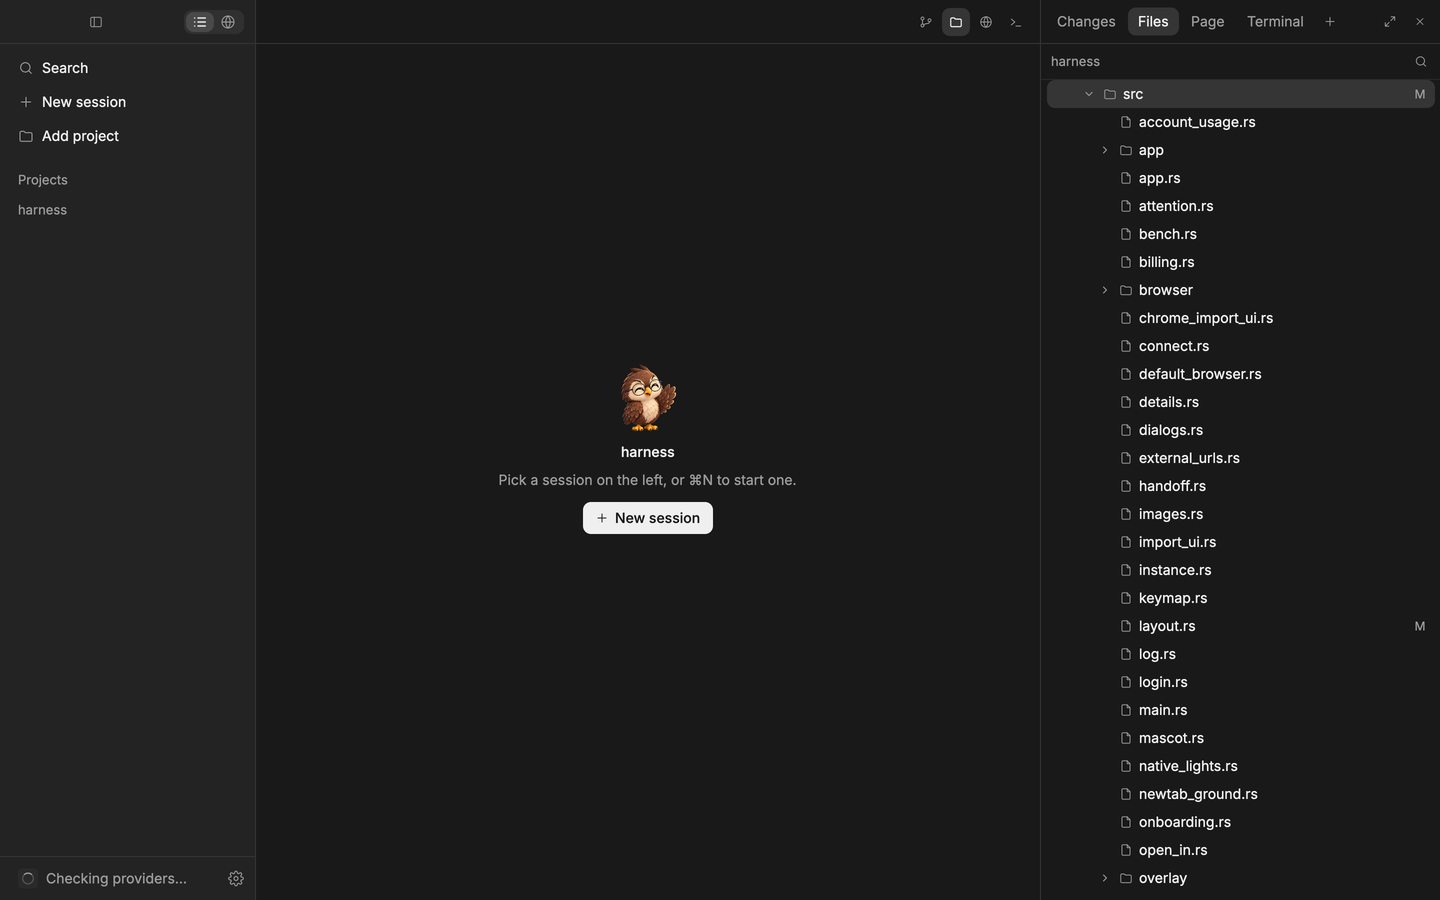 Changes
Files
Page
Terminal
Search
New session
Add project
Projects
harness
Checking providers...
harness
Pick a session on the left, or ⌘N to start one.
New session
harness
src M
account_usage.rs
app
app.rs
attention.rs
bench.rs
billing.rs
browser
chrome_import_ui.rs
connect.rs
default_browser.rs
details.rs
dialogs.rs
external_urls.rs
handoff.rs
images.rs
import_ui.rs
instance.rs
keymap.rs
layout.rs M
log.rs
login.rs
main.rs
mascot.rs
native_lights.rs
newtab_ground.rs
onboarding.rs
open_in.rs
overlay